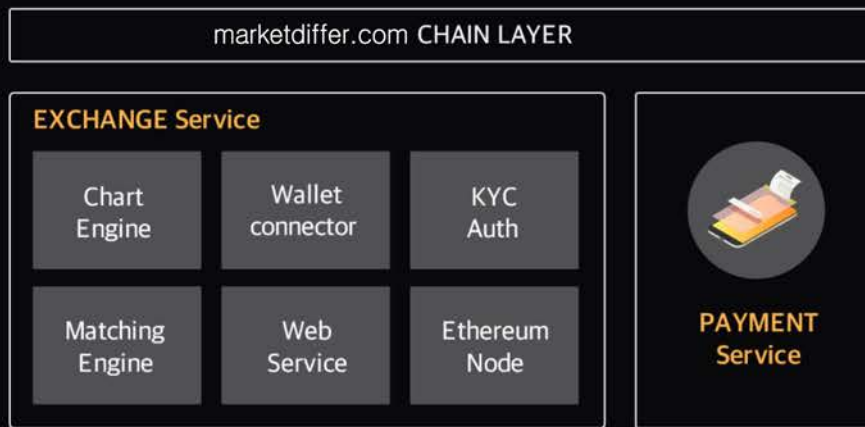 marketdiffer.com CHAIN LAYER
EXCHANGE Service
Chart
Engine
Wallet
connector
KYC
Auth
Matching
Engine
Web
Service
Ethereum
Node
PAYMENT
Service